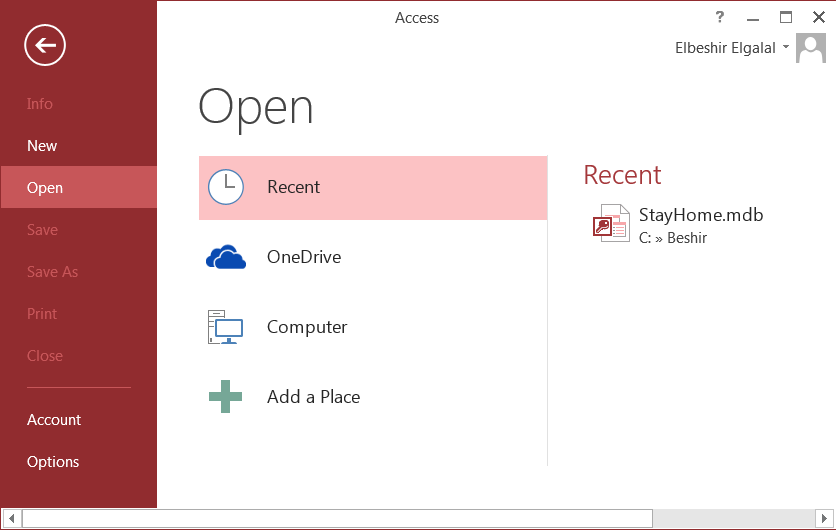 Access
?
Elbeshir Elgalal
Info
New
Open
Save
Save As
Print
Close
Account
Options
Open
Recent
OneDrive
Computer
Add a Place
Recent
StayHome.mdb
C: » Beshir